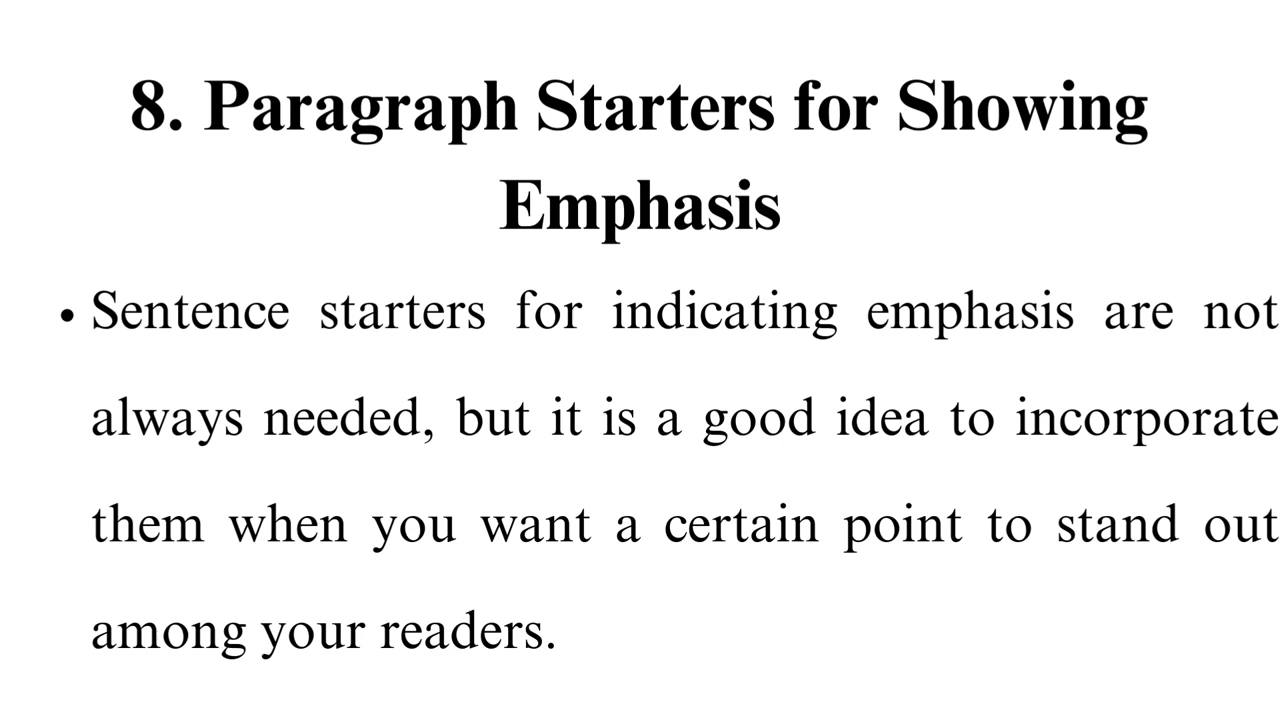 8. Paragraph Starters for Showing
Emphasis
• Sentence starters for indicating emphasis are not
always needed, but it is a good idea to incorporate
them when you want a certain point to stand out
among your readers.